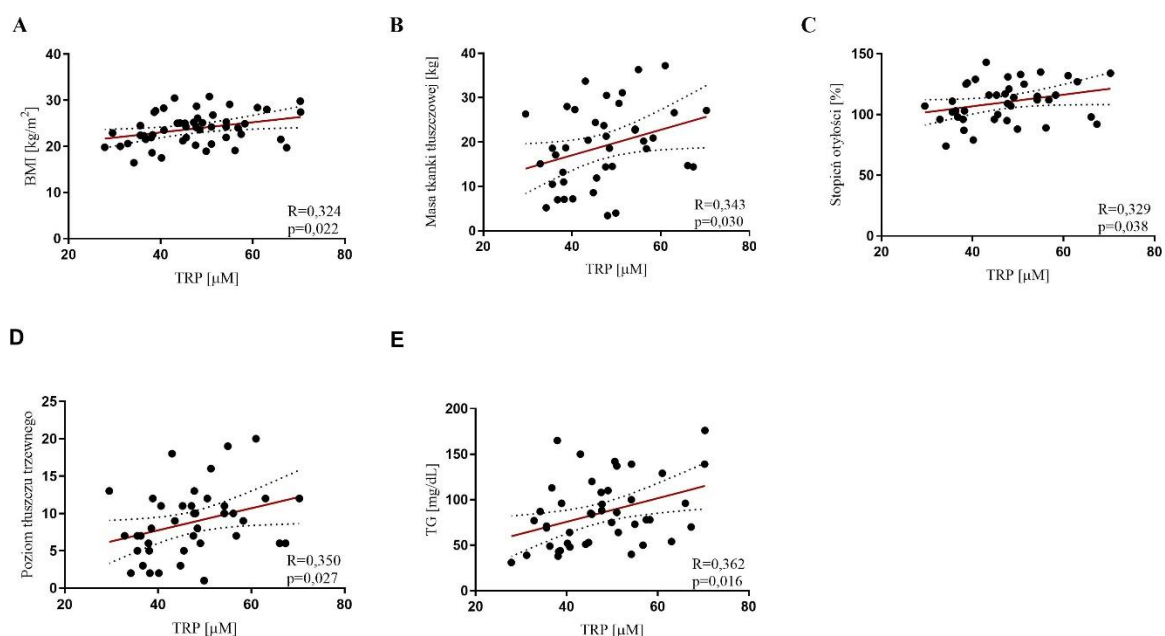 A
BMI [kg/m²]
40
30
20
10
0
20
40
60
80
R=0,324
p=0,022
TRP [µM]
B
Masa tkanki tłuszczowej [kg]
40
30
20
10
0
20
40
60
80
R=0,343
p=0,030
TRP [µM]
C
Stopień otyłości [%]
150
100
50
0
20
40
60
80
R=0,329
p=0,038
TRP [µM]
D
Poziom tłuszczu trzewnego
25
20
15
10
5
0
20
40
60
80
R=0,350
p=0,027
TRP [µM]
E
TG [mg/dL]
200
150
100
50
0
20
40
60
80
R=0,362
p=0,016
TRP [µM]